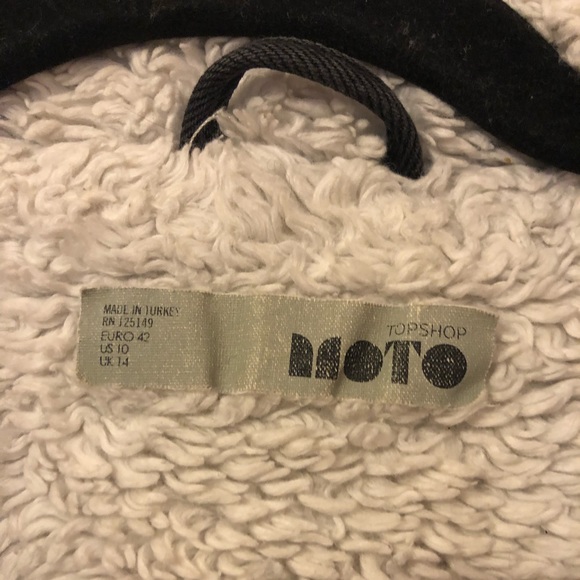 MADE IN TURKEY
RN 125149
EURO 42
US 10
UK 14
TOPSHOP
MOTO